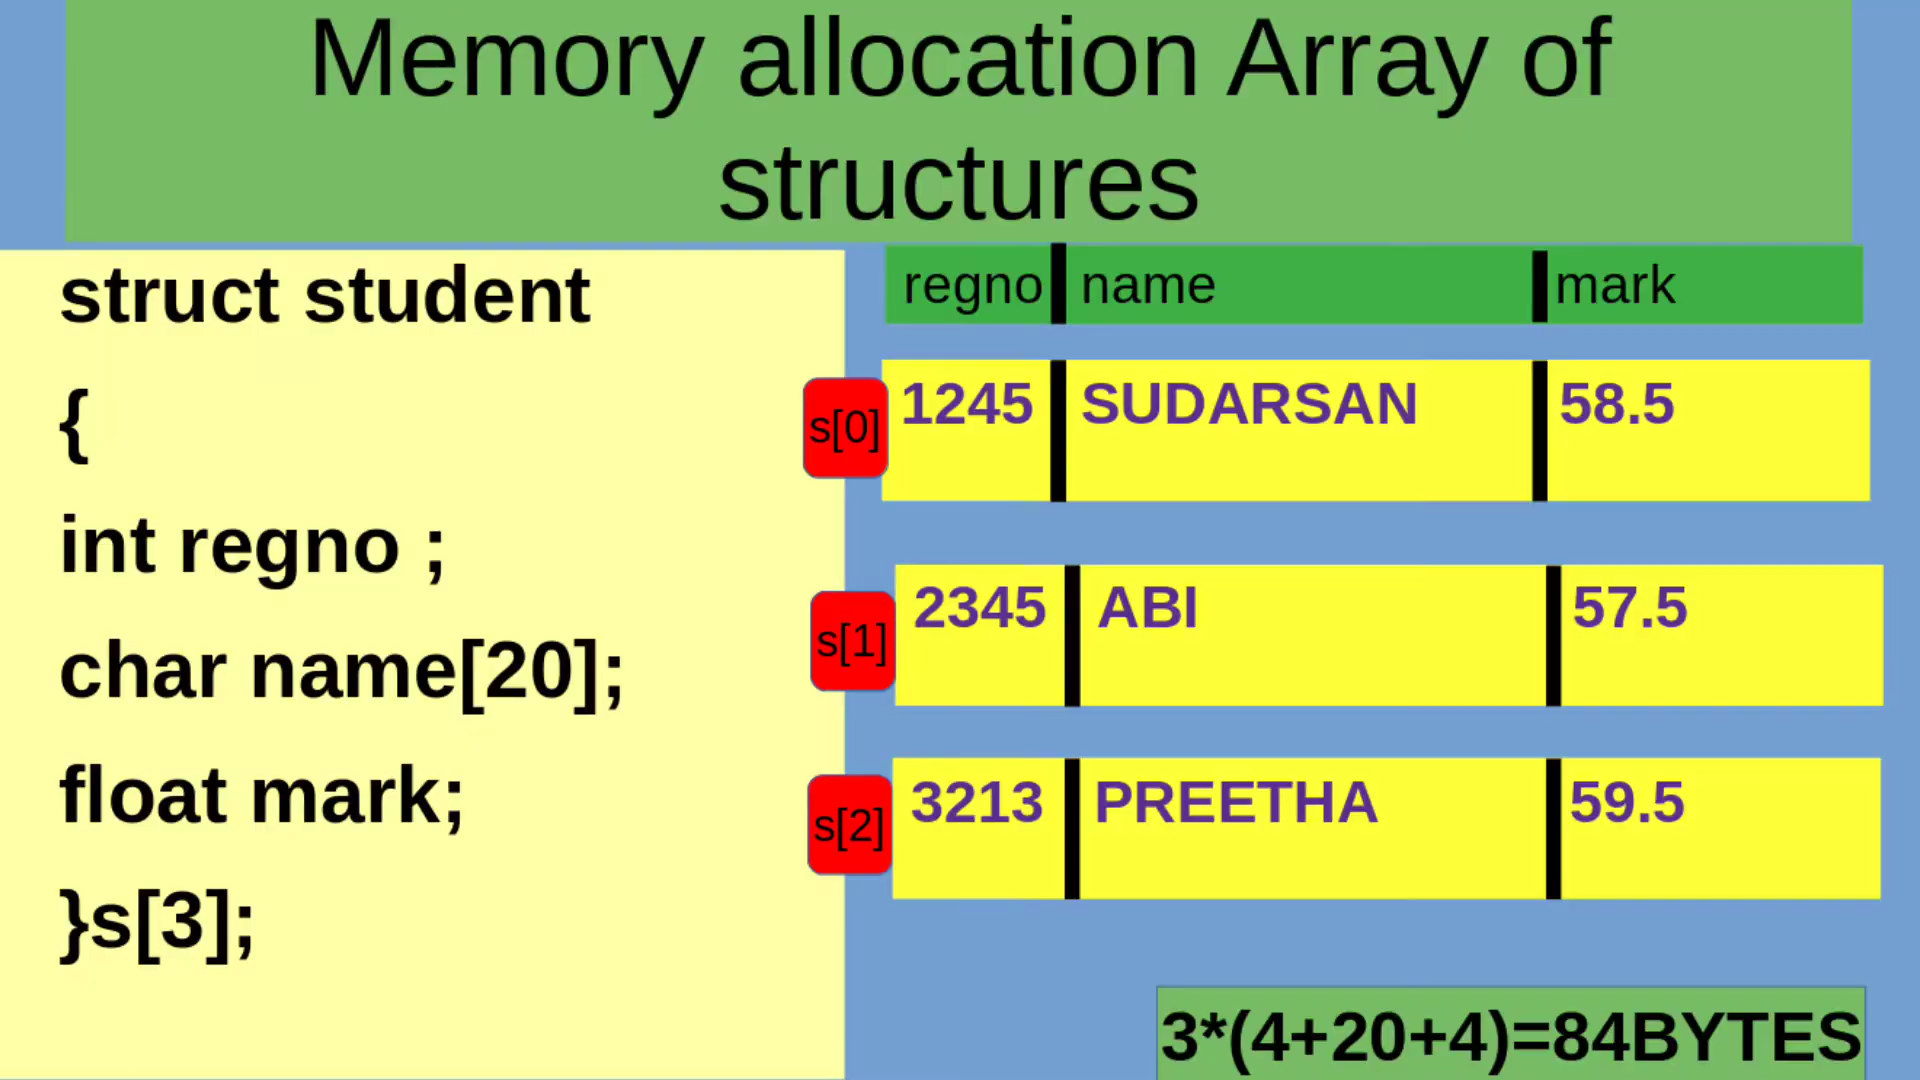 Memory allocation Array of
structures
struct student
{
int regno ;
char name[20];
float mark;
}s[3];
regno name mark
s[0] 1245 SUDARSAN 58.5
s[1] 2345 ABI 57.5
s[2] 3213 PREETHA 59.5
3*(4+20+4)=84BYTES